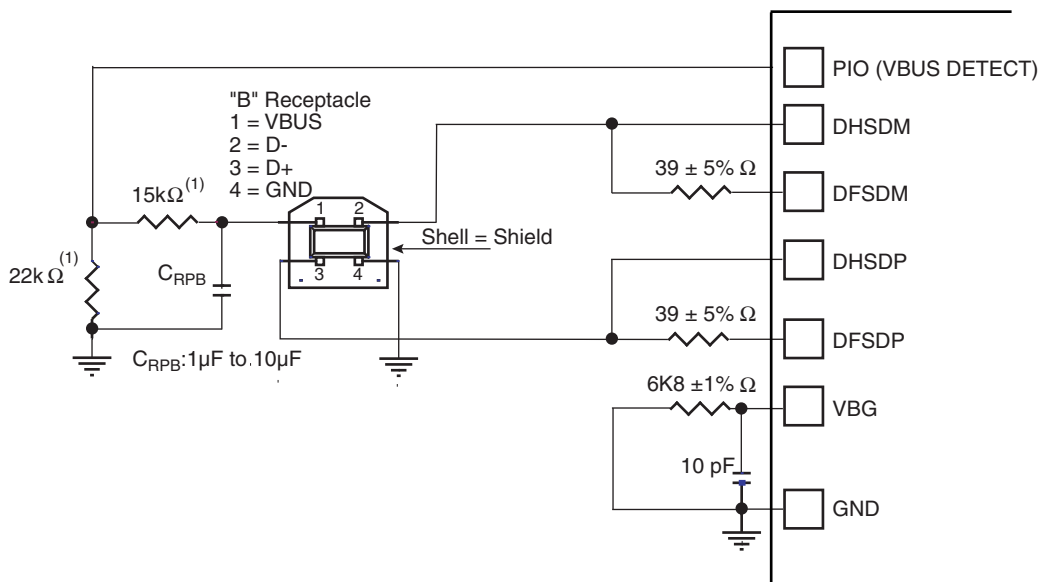 PIO (VBUS DETECT)
"B" Receptacle
1 = VBUS
2 = D-
3 = D+
4 = GND
DHSDM
39 ± 5% Ω
DFSDM
15kΩ (1)
1 2
Shell = Shield
DHSDP
22k Ω (1)
CRPB
3 4
39 ± 5% Ω
DFSDP
CRPB:1µF to 10µF
6K8 ±1% Ω
VBG
10 pF
GND